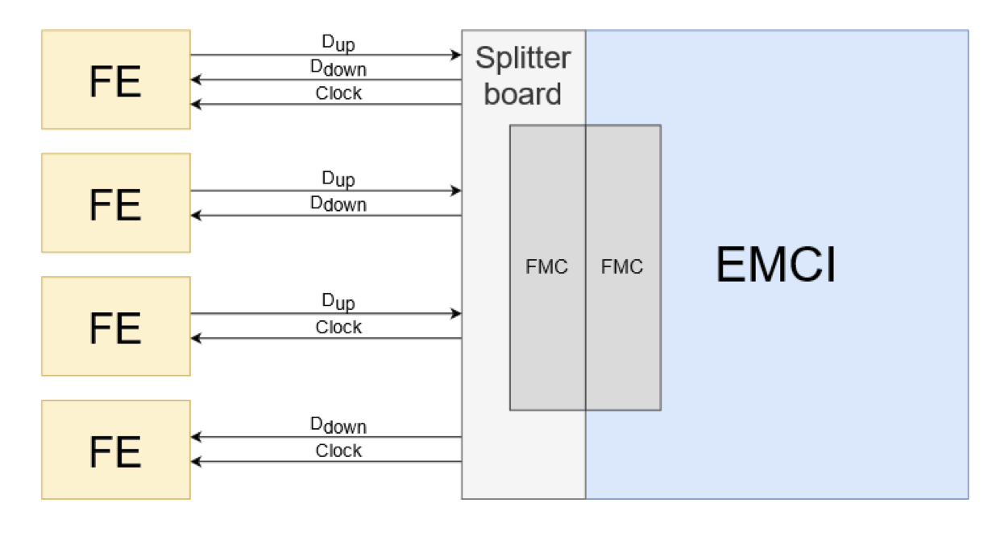 FE
Dup
Ddown
Clock
Splitter
board
FE
Dup
Ddown
FMC
FMC
EMCI
FE
Dup
Clock
FE
Ddown
Clock